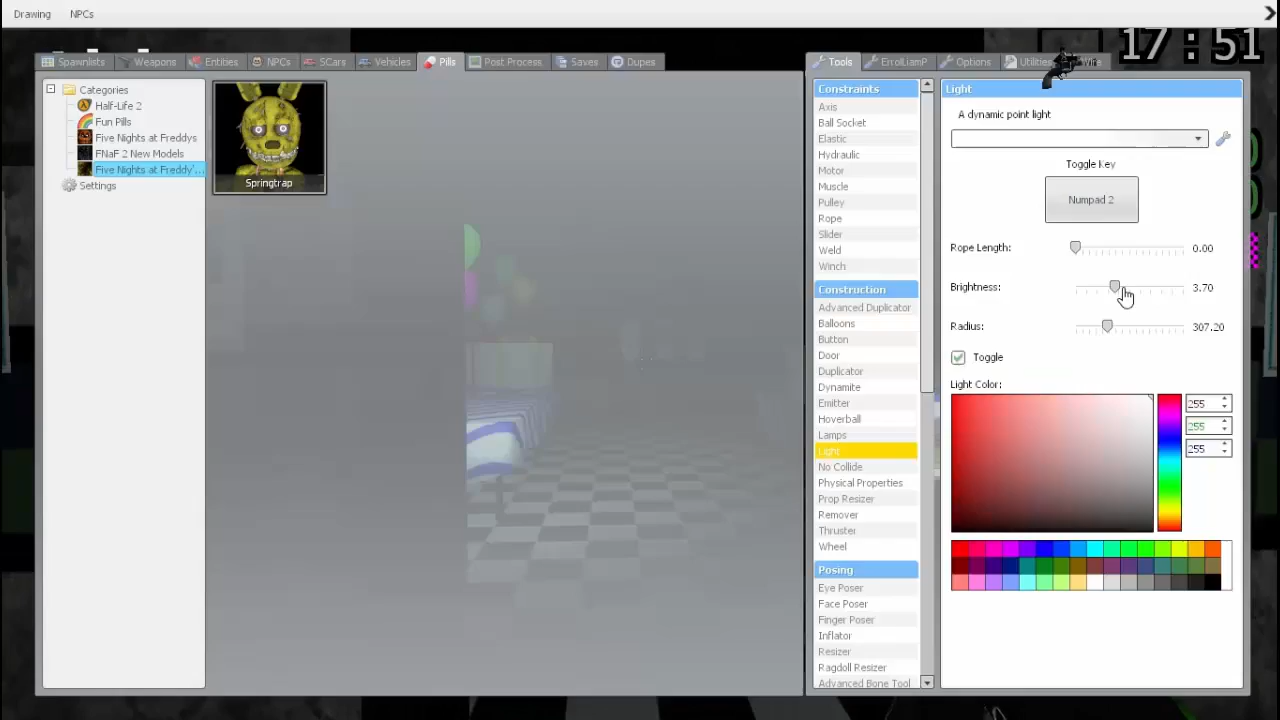 Drawing NPCs
17:51
Spawnlists Weapons Entities NPCs SCars Vehicles Pills Post Process Saves Dupes
Tools ErrolLiamP Options Utilities Wire
Categories
Half-Life 2
Fun Pills
Five Nights at Freddys
FNaF 2 New Models
Five Nights at Freddy'...
Settings
Springtrap
Constraints
Axis
Ball Socket
Elastic
Hydraulic
Motor
Muscle
Pulley
Rope
Slider
Weld
Winch
Construction
Advanced Duplicator
Balloons
Button
Door
Duplicator
Dynamite
Emitter
Hoverball
Lamps
Light
No Collide
Physical Properties
Prop Resizer
Remover
Thruster
Wheel
Posing
Eye Poser
Face Poser
Finger Poser
Inflator
Resizer
Ragdoll Resizer
Advanced Bone Tool
Light
A dynamic point light
Toggle Key
Numpad 2
Rope Length: 0.00
Brightness: 3.70
Radius: 307.20
Toggle
Light Color:
255
255
255